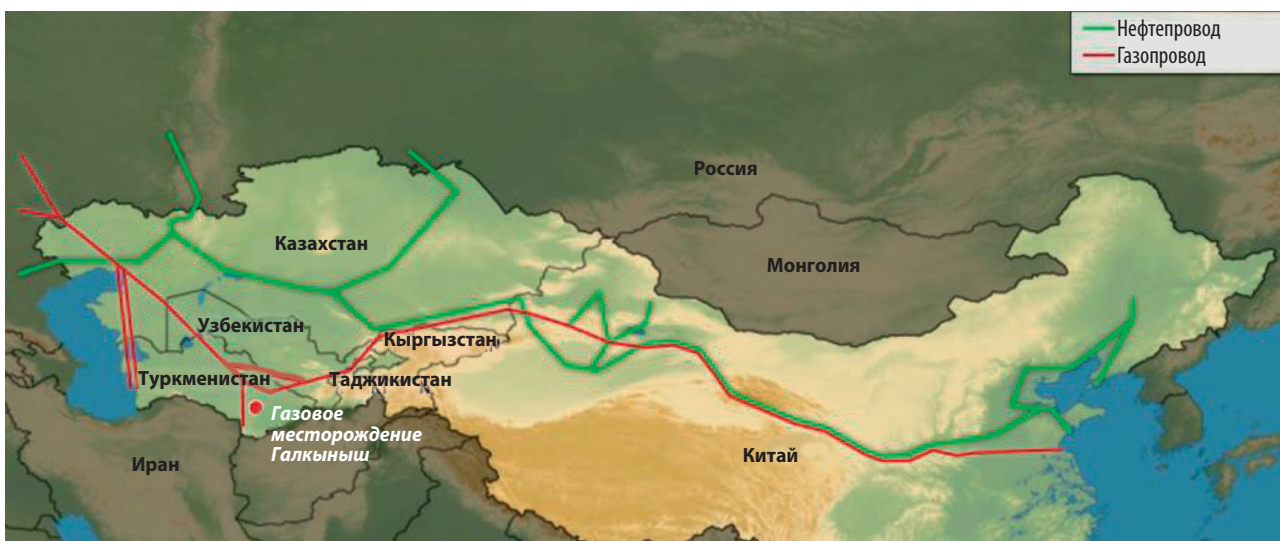 Нефтепровод
Газопровод
Россия
Казахстан
Монголия
Узбекистан
Кыргызстан
Туркменистан
Таджикистан
Газовое
месторождение
Галкыныш
Иран
Китай